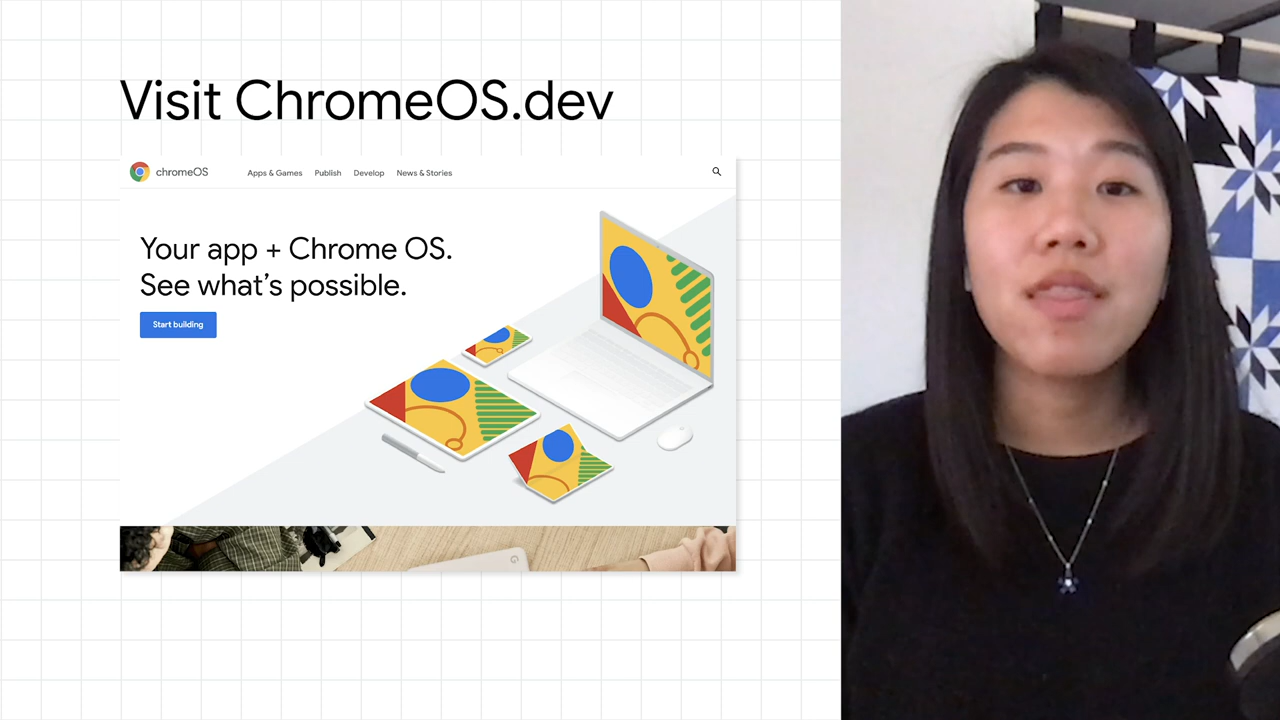 Visit ChromeOS.dev
chromeOS
Apps & Games
Publish
Develop
News & Stories
Your app + Chrome OS.
See what's possible.
Start building
G